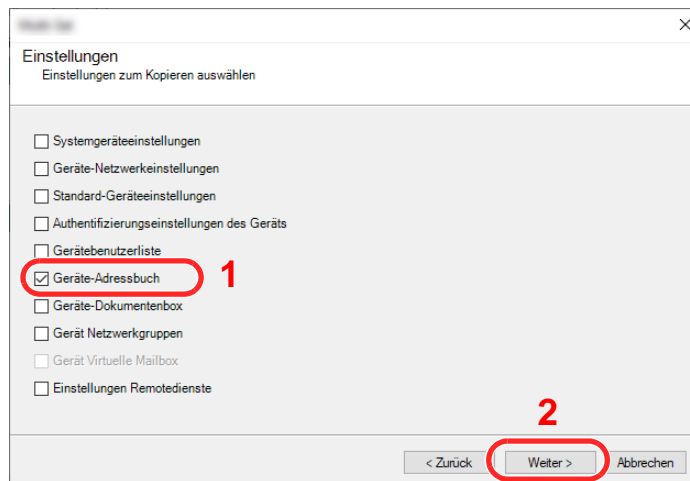 Einstellungen
Einstellungen zum Kopieren auswählen
Systemgeräteeinstellungen
Geräte-Netzwerkeinstellungen
Standard-Geräteeinstellungen
Authentifizierungseinstellungen des Geräts
Gerätebenutzerliste
Geräte-Adressbuch 1
Geräte-Dokumentenbox
Gerät Netzwerkgruppen
Gerät Virtuelle Mailbox
Einstellungen Remotedienste
2
< Zurück Weiter > Abbrechen